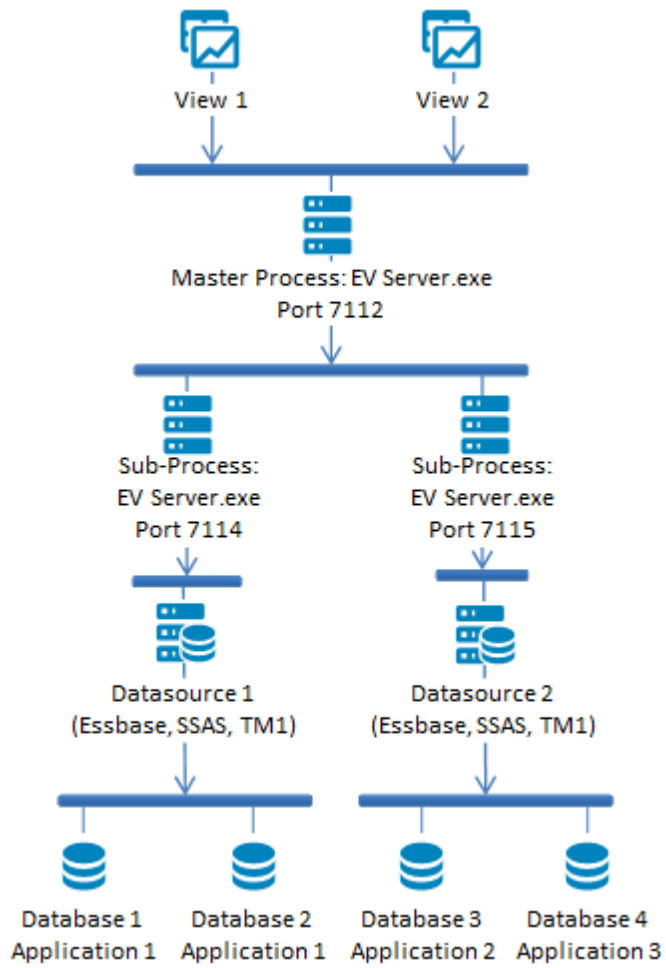 View 1
View 2
Master Process: EV Server.exe
Port 7112
Sub-Process:
EV Server.exe
Port 7114
Sub-Process:
EV Server.exe
Port 7115
Datasource 1
(Essbase, SSAS, TM1)
Datasource 2
(Essbase, SSAS, TM1)
Database 1
Application 1
Database 2
Application 1
Database 3
Application 2
Database 4
Application 3